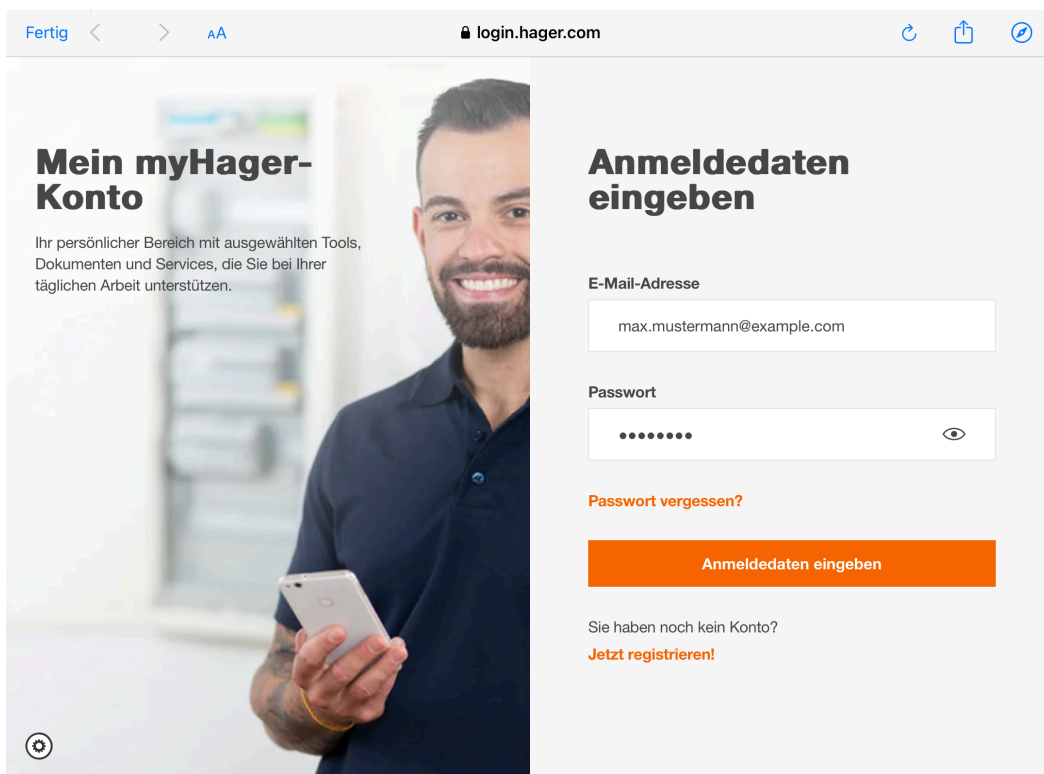 Fertig
AA
login.hager.com
Mein myHager-
Konto
Ihr persönlicher Bereich mit ausgewählten Tools,
Dokumenten und Services, die Sie bei Ihrer
täglichen Arbeit unterstützen.
Anmeldedaten
eingeben
E-Mail-Adresse
max.mustermann@example.com
Passwort
••••••••
Passwort vergessen?
Anmeldedaten eingeben
Sie haben noch kein Konto?
Jetzt registrieren!